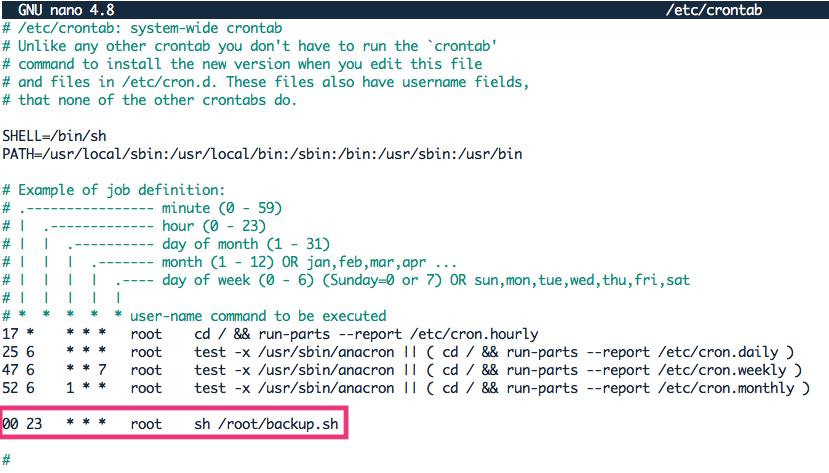 GNU nano 4.8 /etc/crontab
# /etc/crontab: system-wide crontab
# Unlike any other crontab you don't have to run the `crontab'
# command to install the new version when you edit this file
# and files in /etc/cron.d. These files also have username fields,
# that none of the other crontabs do.
SHELL=/bin/sh
PATH=/usr/local/sbin:/usr/local/bin:/sbin:/bin:/usr/sbin:/usr/bin
# Example of job definition:
# .---------------- minute (0 - 59)
# |  .------------- hour (0 - 23)
# |  |  .---------- day of month (1 - 31)
# |  |  |  .------- month (1 - 12) OR jan,feb,mar,apr ...
# |  |  |  |  .---- day of week (0 - 6) (Sunday=0 or 7) OR sun,mon,tue,wed,thu,fri,sat
# |  |  |  |  |
# *  *  *  *  * user-name command to be executed
17 *    * * *   root    cd / && run-parts --report /etc/cron.hourly
25 6    * * *   root    test -x /usr/sbin/anacron || ( cd / && run-parts --report /etc/cron.daily )
47 6    * * 7   root    test -x /usr/sbin/anacron || ( cd / && run-parts --report /etc/cron.weekly )
52 6    1 * *   root    test -x /usr/sbin/anacron || ( cd / && run-parts --report /etc/cron.monthly )
00 23   * * *   root    sh /root/backup.sh
#